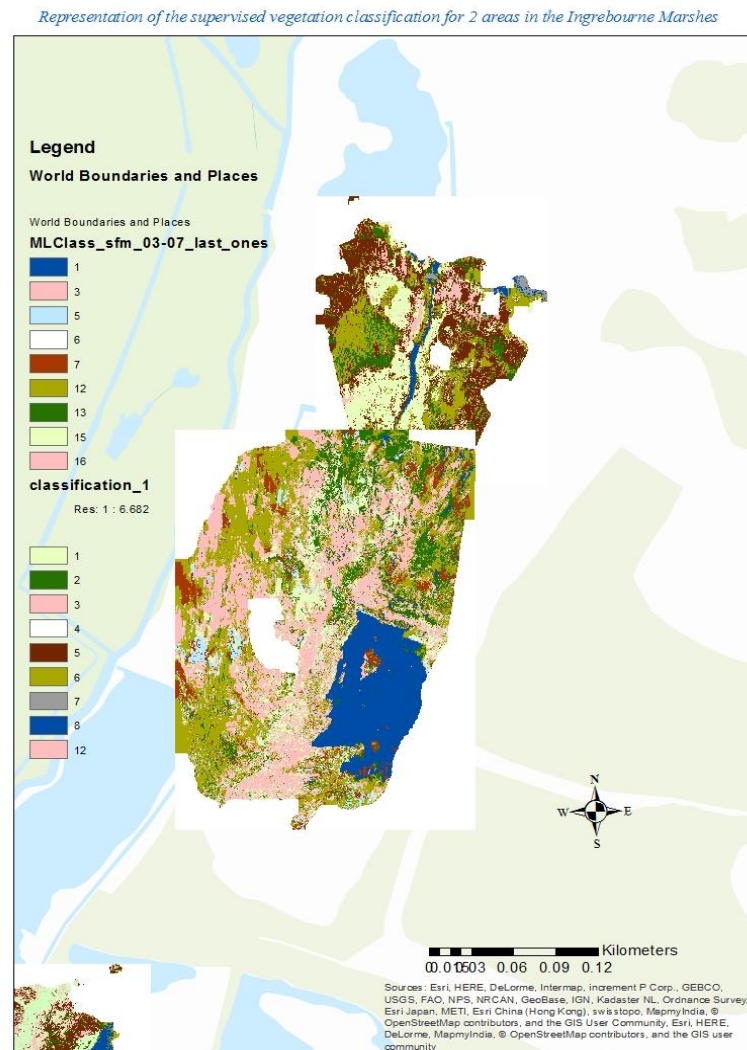 Representation of the supervised vegetation classification for 2 areas in the Ingrebourne Marshes
Legend
World Boundaries and Places
World Boundaries and Places
MLClass_sfm_03-07_last_ones
1
3
5
6
7
12
13
15
16
classification_1
Res: 1 : 6.682
1
2
3
4
5
6
7
8
12
N
W E
S
Kilometers
0 0.015 0.03 0.06 0.09 0.12
Sources: Esri, HERE, DeLorme, Intermap, increment P Corp., GEBCO,
USGS, FAO, NPS, NRCAN, GeoBase, IGN, Kadaster NL, Ordnance Survey,
Esri Japan, METI, Esri China (Hong Kong), swisstopo, MapmyIndia, ©
OpenStreetMap contributors, and the GIS User Community, Esri, HERE,
DeLorme, MapmyIndia, © OpenStreetMap contributors, and the GIS user
community